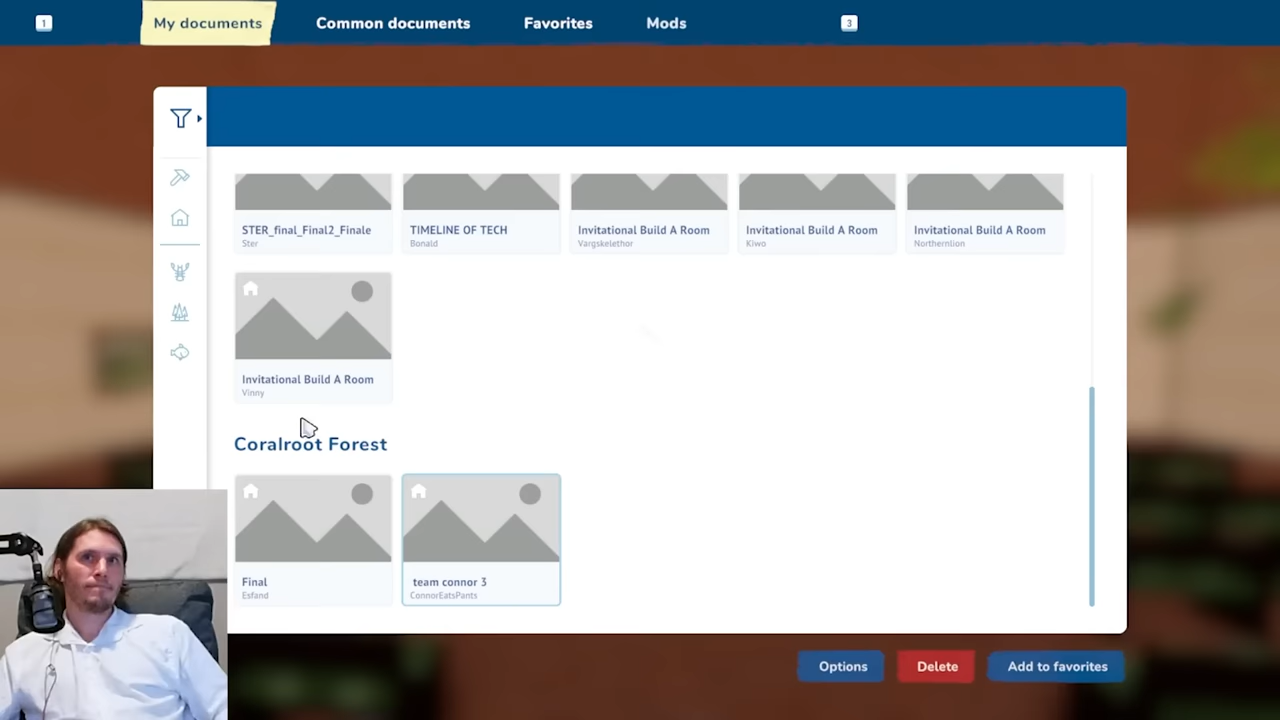 1
My documents
Common documents
Favorites
Mods
3
STER_final_Final2_Finale
Ster
TIMELINE OF TECH
Bonald
Invitational Build A Room
Vargskelethor
Invitational Build A Room
Kiwo
Invitational Build A Room
Northernlion
Invitational Build A Room
Vinny
Coralroot Forest
Final
Esfand
team connor 3
ConnorEatsPants
Options
Delete
Add to favorites